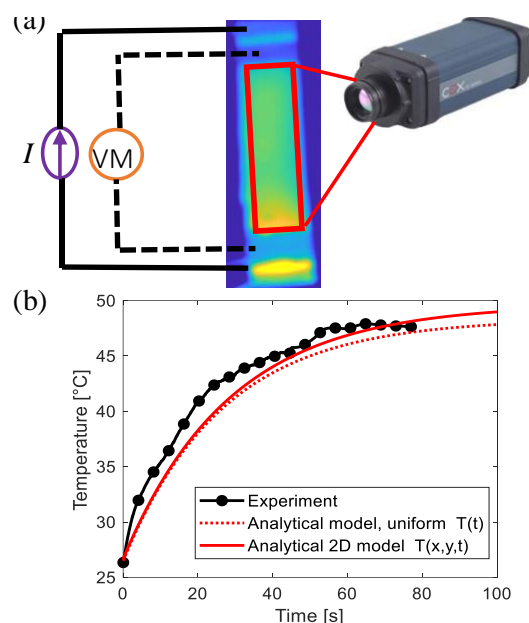 (a)
I
VM
COX
(b)
Temperature [°C]
50
45
40
35
30
25
Experiment
Analytical model, uniform T(t)
Analytical 2D model T(x,y,t)
0
20
40
60
80
100
Time [s]